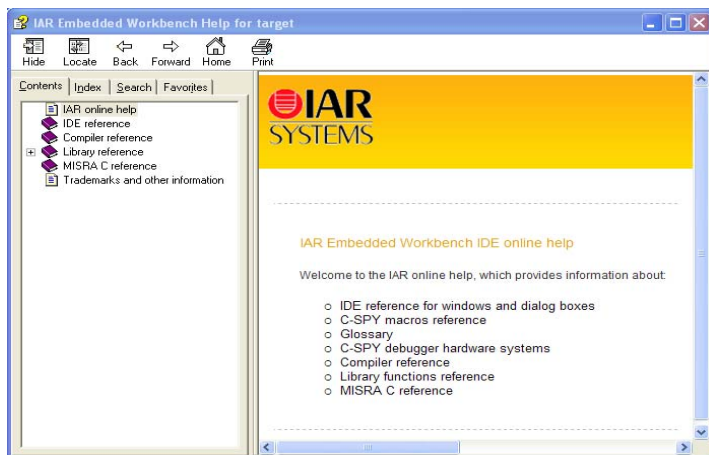 IAR Embedded Workbench Help for target
Hide Locate Back Forward Home Print
Contents Index Search Favorites
IAR online help
IDE reference
Compiler reference
Library reference
MISRA C reference
Trademarks and other information
IAR
SYSTEMS
IAR Embedded Workbench IDE online help
Welcome to the IAR online help, which provides information about:
IDE reference for windows and dialog boxes
C-SPY macros reference
Glossary
C-SPY debugger hardware systems
Compiler reference
Library functions reference
MISRA C reference